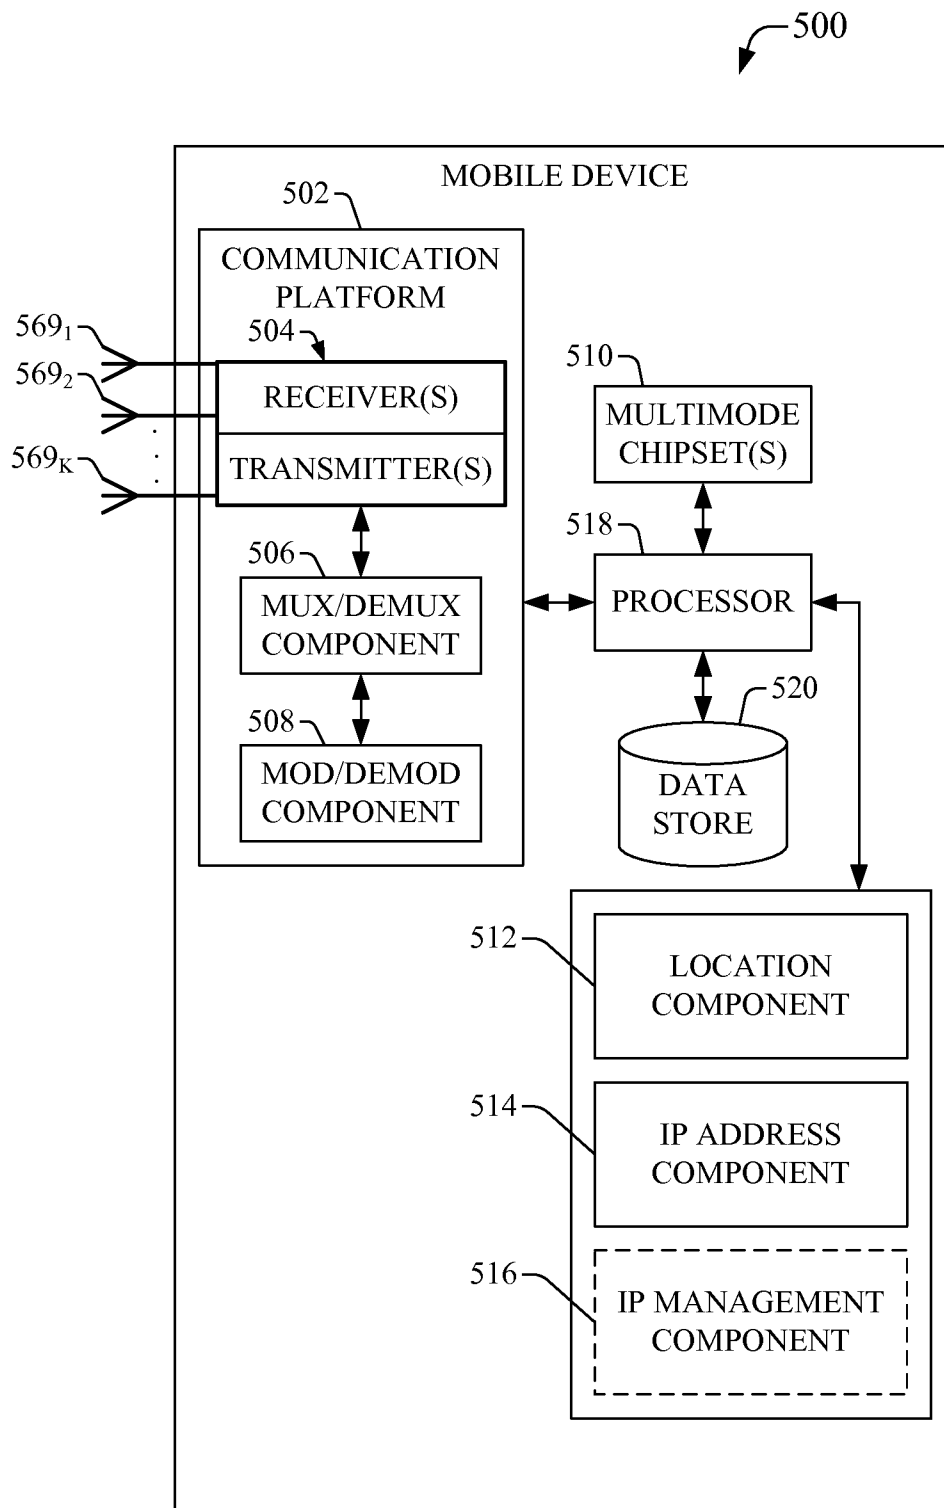 500
MOBILE DEVICE
502
COMMUNICATION
PLATFORM
569₁
504
RECEIVER(S)
569₂
TRANSMITTER(S)
569K
510
MULTIMODE
CHIPSET(S)
506
MUX/DEMUX
COMPONENT
518
PROCESSOR
508
MOD/DEMOD
COMPONENT
520
DATA
STORE
512
LOCATION
COMPONENT
514
IP ADDRESS
COMPONENT
516
IP MANAGEMENT
COMPONENT